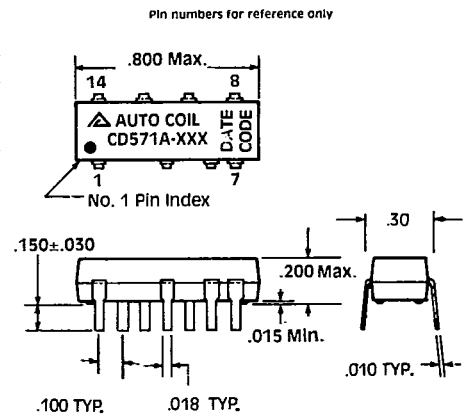 Pin numbers for reference only
.800 Max.
14 8
AUTO COIL
CD571A-XXX
DATE
CODE
1 7
No. 1 Pin Index
.30
.150±.030
.200 Max.
.015 Min.
.010 TYP.
.100 TYP.
.018 TYP.